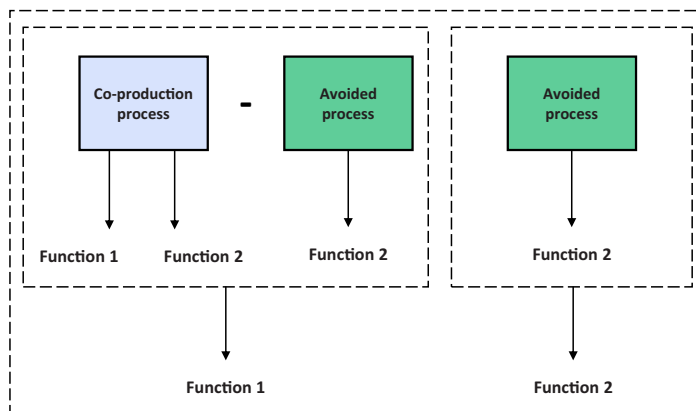 Co-production
process
-
Avoided
process
Avoided
process
Function 1
Function 2
Function 2
Function 2
Function 1
Function 2